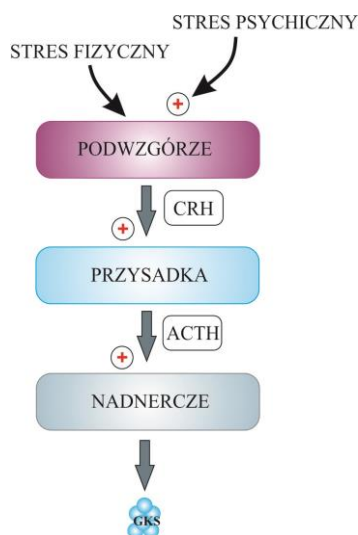 STRES PSYCHICZNY
STRES FIZYCZNY
+
PODWZGÓRZE
CRH
+
PRZYSADKA
ACTH
+
NADNERCZE
GKS